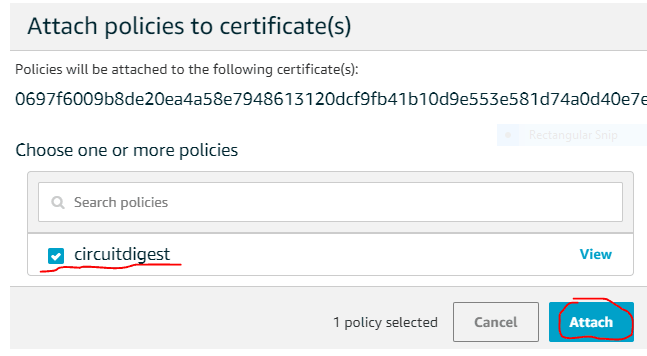 Attach policies to certificate(s)
Policies will be attached to the following certificate(s):
0697f6009b8de20ea4a58e7948613120dcf9fb41b10d9e553e581d74a0d40e7e
Rectangular Snip
Choose one or more policies
Search policies
circuitdigest View
1 policy selected Cancel Attach